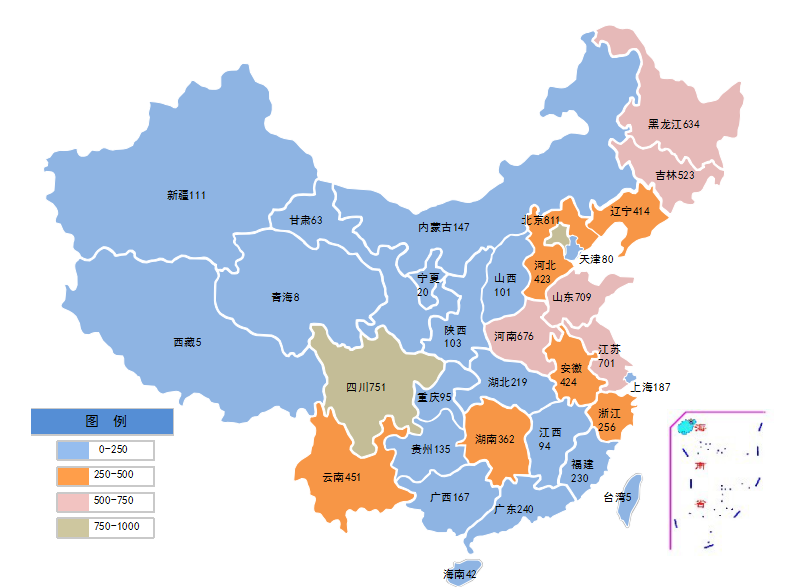 黑龙江634
吉林523
新疆111
辽宁414
甘肃63
北京811
内蒙古147
天津80
河北
423
宁夏
20
山西
101
青海8
山东709
陕西
103
河南676
西藏5
江苏
701
安徽
424
四川751
湖北219
上海187
重庆95
浙江
256
图 例
湖南362
江西
94
海
南
省
0-250
贵州135
250-500
福建
230
云南451
500-750
广西167
台湾5
广东240
750-1000
海南42